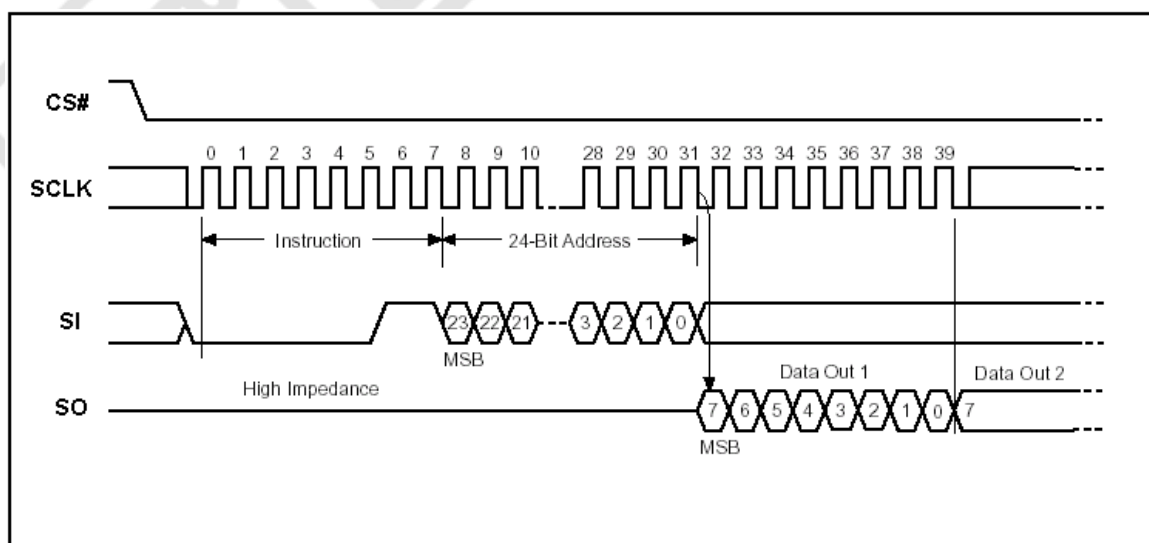 CS#
0 1 2 3 4 5 6 7 8 9 10 28 29 30 31 32 33 34 35 36 37 38 39
SCLK
Instruction 24-Bit Address
SI 23 22 21 3 2 1 0
MSB
High Impedance Data Out 1 Data Out 2
SO 7 6 5 4 3 2 1 0 7
MSB